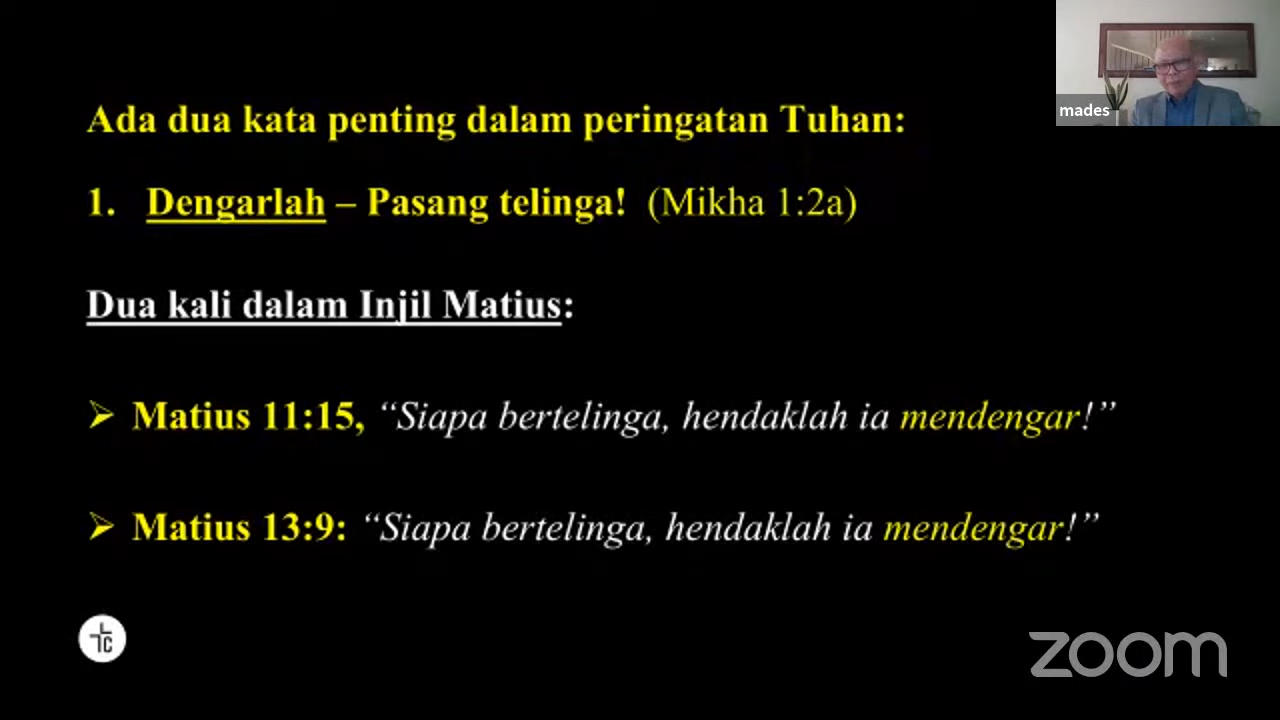 mades
Ada dua kata penting dalam peringatan Tuhan:
1. Dengarlah – Pasang telinga! (Mikha 1:2a)
Dua kali dalam Injil Matius:
➢ Matius 11:15, “Siapa bertelinga, hendaklah ia mendengar!”
➢ Matius 13:9: “Siapa bertelinga, hendaklah ia mendengar!”
LC
zoom